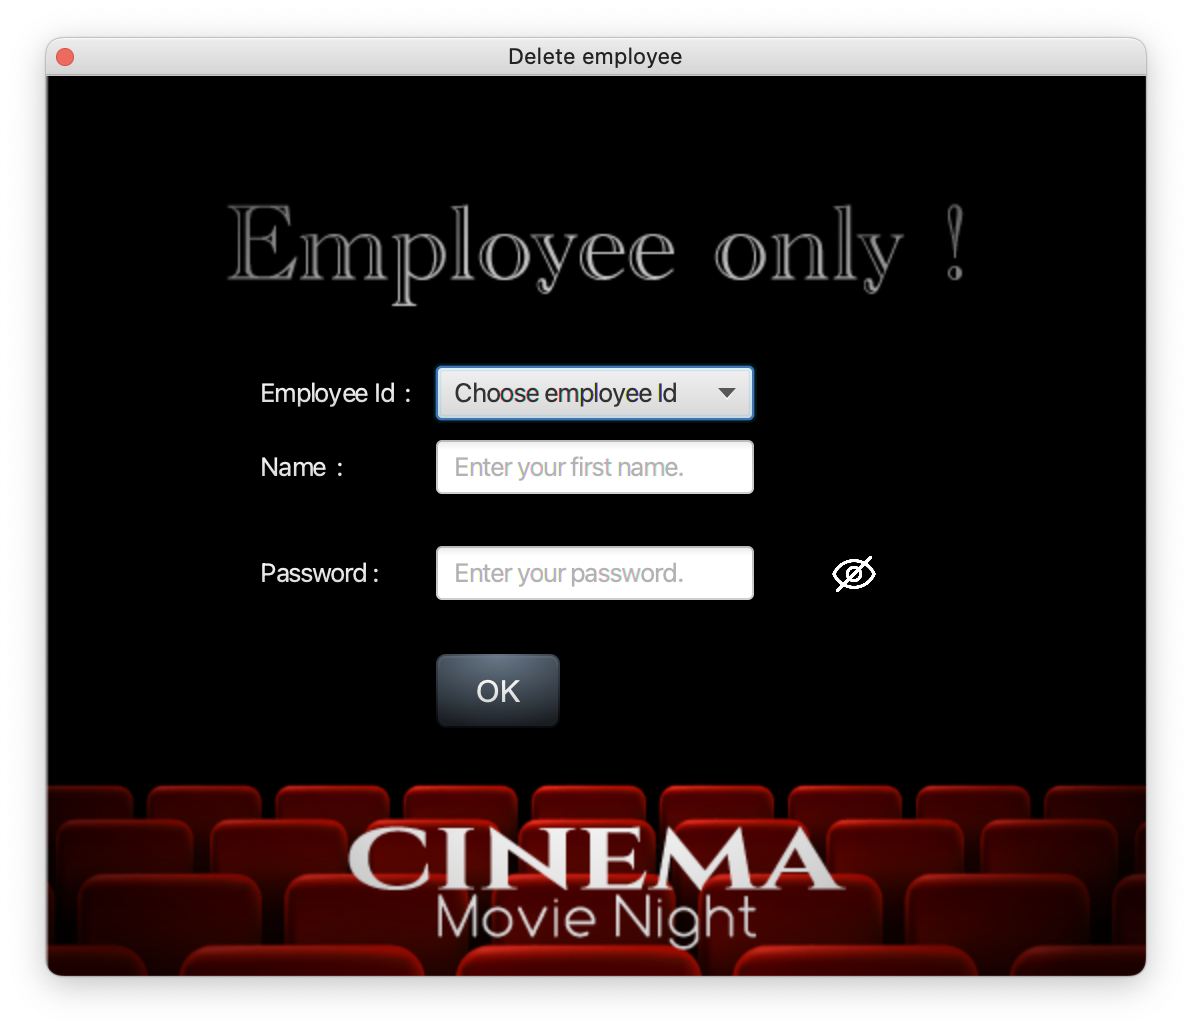 Delete employee
Employee only !
Employee Id :
Choose employee Id
Name :
Enter your first name.
Password :
Enter your password.
OK
CINEMA
Movie Night